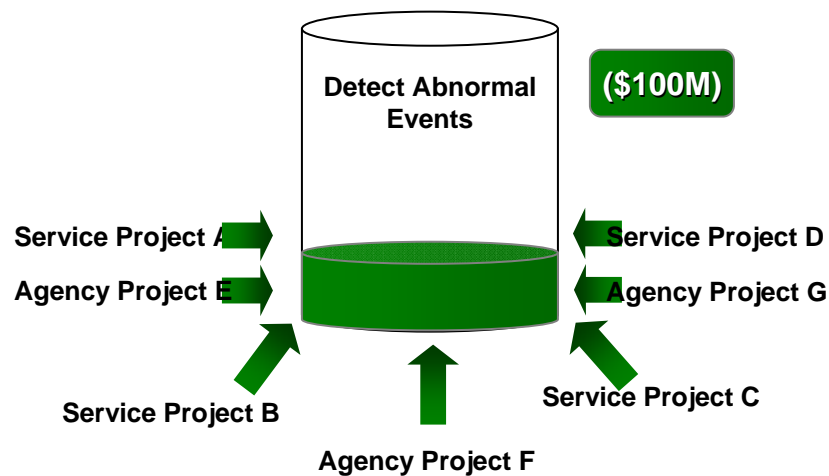 Detect Abnormal
Events
($100M)
Service Project A
Service Project D
Agency Project E
Agency Project G
Service Project B
Service Project C
Agency Project F